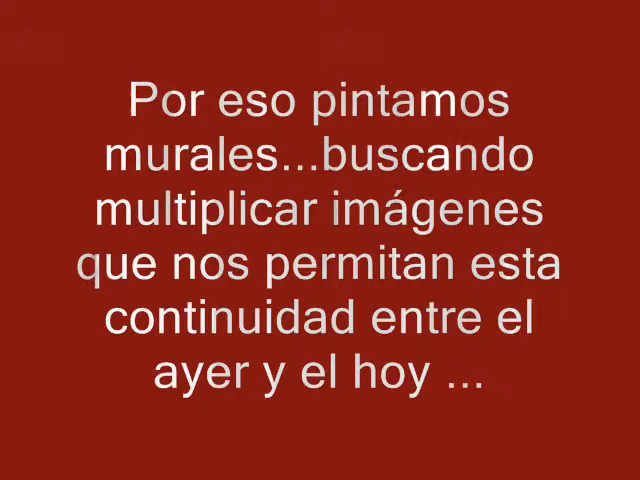 Por eso pintamos
murales...buscando
multiplicar imágenes
que nos permitan esta
continuidad entre el
ayer y el hoy ...